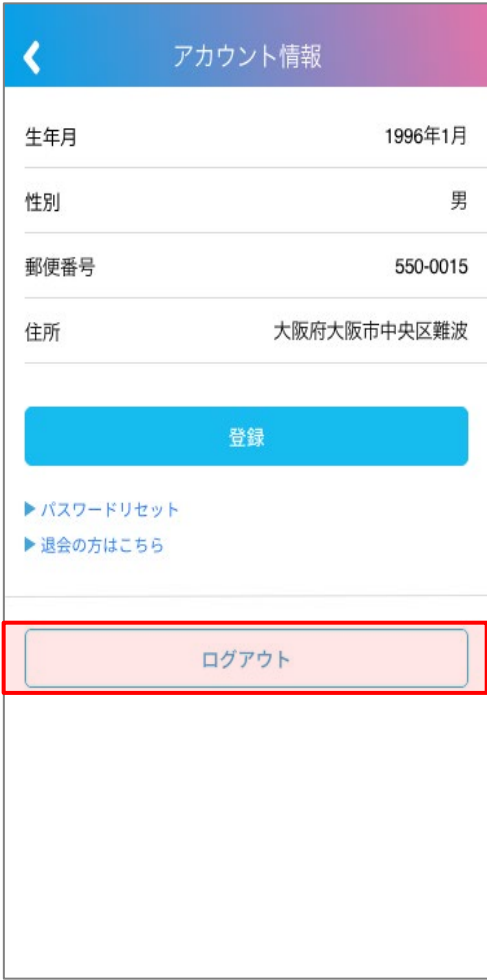 アカウント情報
生年月 1996年1月
性別 男
郵便番号 550-0015
住所 大阪府大阪市中央区難波
登録
▶ パスワードリセット
▶ 退会の方はこちら
ログアウト